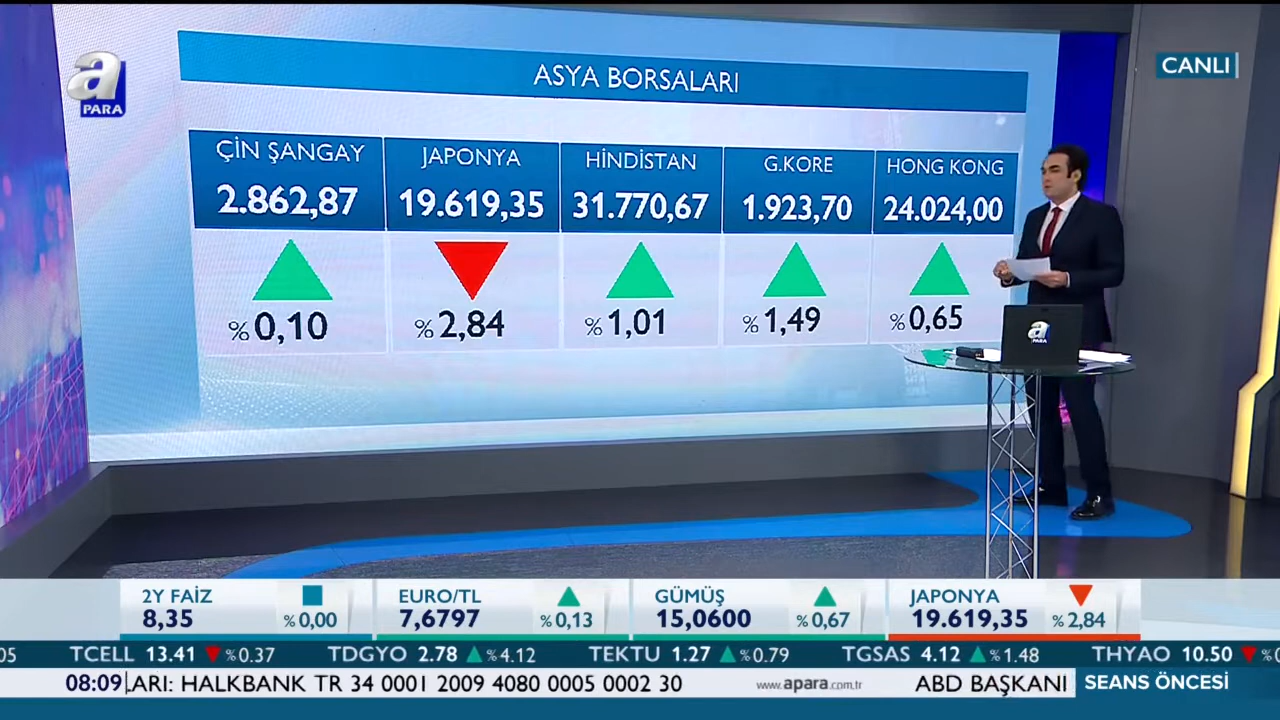 a
PARA
CANLI
ASYA BORSALARI
ÇİN ŞANGAY
2.862,87
%0,10
JAPONYA
19.619,35
%2,84
HİNDİSTAN
31.770,67
%1,01
G.KORE
1.923,70
%1,49
HONG KONG
24.024,00
%0,65
a
PARA
2Y FAİZ
8,35 %0,00
EURO/TL
7,6797 %0,13
GÜMÜŞ
15,0600 %0,67
JAPONYA
19.619,35 %2,84
05 TCELL 13.41 %0.37 TDGYO 2.78 %4.12 TEKTU 1.27 %0.79 TGSAS 4.12 %1.48 THYAO 10.50 %0
08:09 ARI: HALKBANK TR 34 0001 2009 4080 0005 0002 30 www.apara.com.tr ABD BAŞKANI SEANS ÖNCESİ